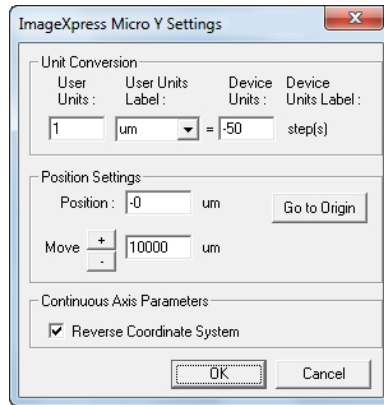 ImageXpress Micro Y Settings
x
Unit Conversion
User Units : User Units Label : Device Units : Device Units Label :
1 um = -50 step(s)
Position Settings
Position : -0 um Go to Origin
Move + - 10000 um
Continuous Axis Parameters
Reverse Coordinate System
OK Cancel